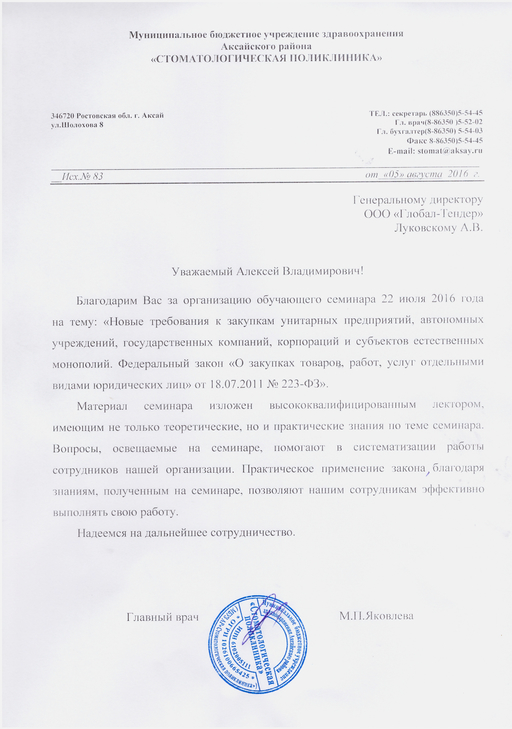 Муниципальное бюджетное учреждение здравоохранения
Аксайского района
«СТОМАТОЛОГИЧЕСКАЯ ПОЛИКЛИНИКА»
346720 Ростовская обл. г. Аксай
ул.Шолохова 8
ТЕЛ.: секретарь (886350)5-54-45
Гл. врач(8-86350 )5-52-02
Гл. бухгалтер(8-86350) 5-54-03
Факс 8-86350)5-54-45
E-mail: stomat@aksay.ru
Исх.№ 83
от «05» августа 2016 г.
Генеральному директору
ООО «Глобал-Тендер»
Луковскому А.В.
Уважаемый Алексей Владимирович!
Благодарим Вас за организацию обучающего семинара 22 июля 2016 года
на тему: «Новые требования к закупкам унитарных предприятий, автономных
учреждений, государственных компаний, корпораций и субъектов естественных
монополий. Федеральный закон «О закупках товаров, работ, услуг отдельными
видами юридических лиц» от 18.07.2011 № 223-ФЗ».
Материал семинара изложен высококвалифицированным лектором,
имеющим не только теоретические, но и практические знания по теме семинара.
Вопросы, освещаемые на семинаре, помогают в систематизации работы
сотрудников нашей организации. Практическое применение закона, благодаря
знаниям, полученным на семинаре, позволяют нашим сотрудникам эффективно
выполнять свою работу.
Надеемся на дальнейшее сотрудничество.
Главный врач
М.П.Яковлева
«Стоматологическая
поликлиника»